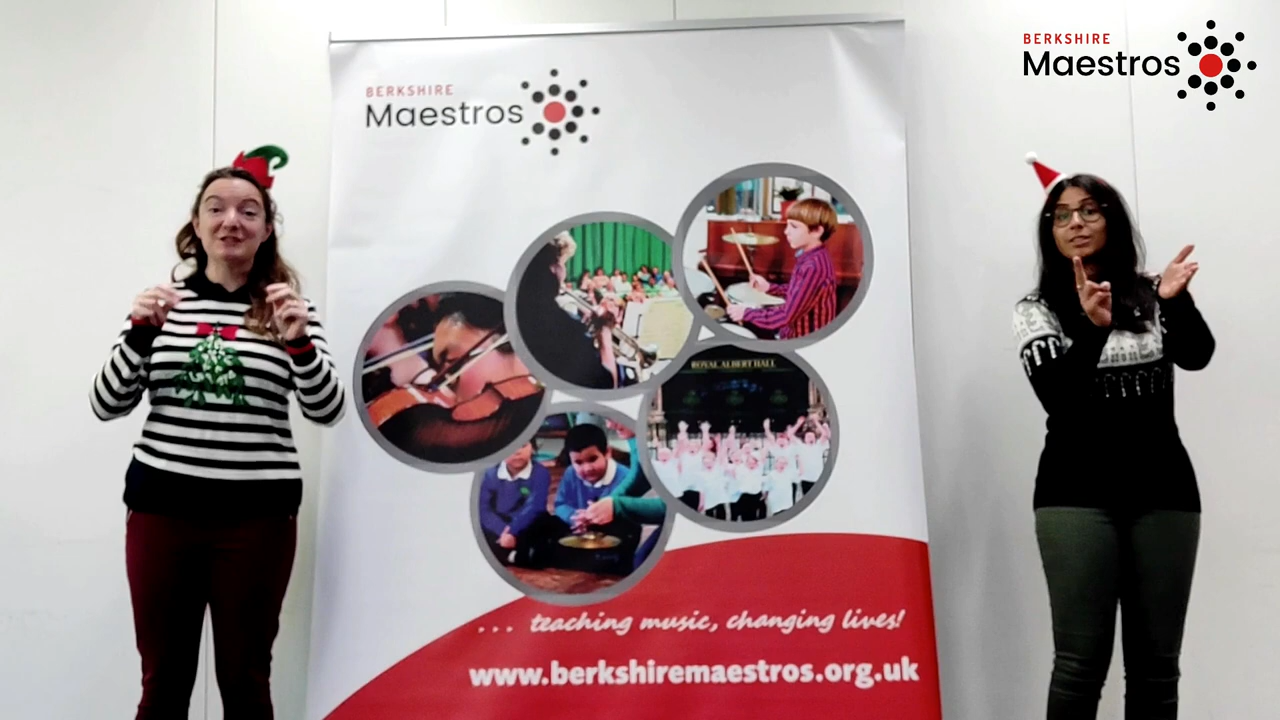 BERKSHIRE
Maestros
BERKSHIRE
Maestros
ROYAL ALBERT HALL
... teaching music, changing lives!
www.berkshiremaestros.org.uk